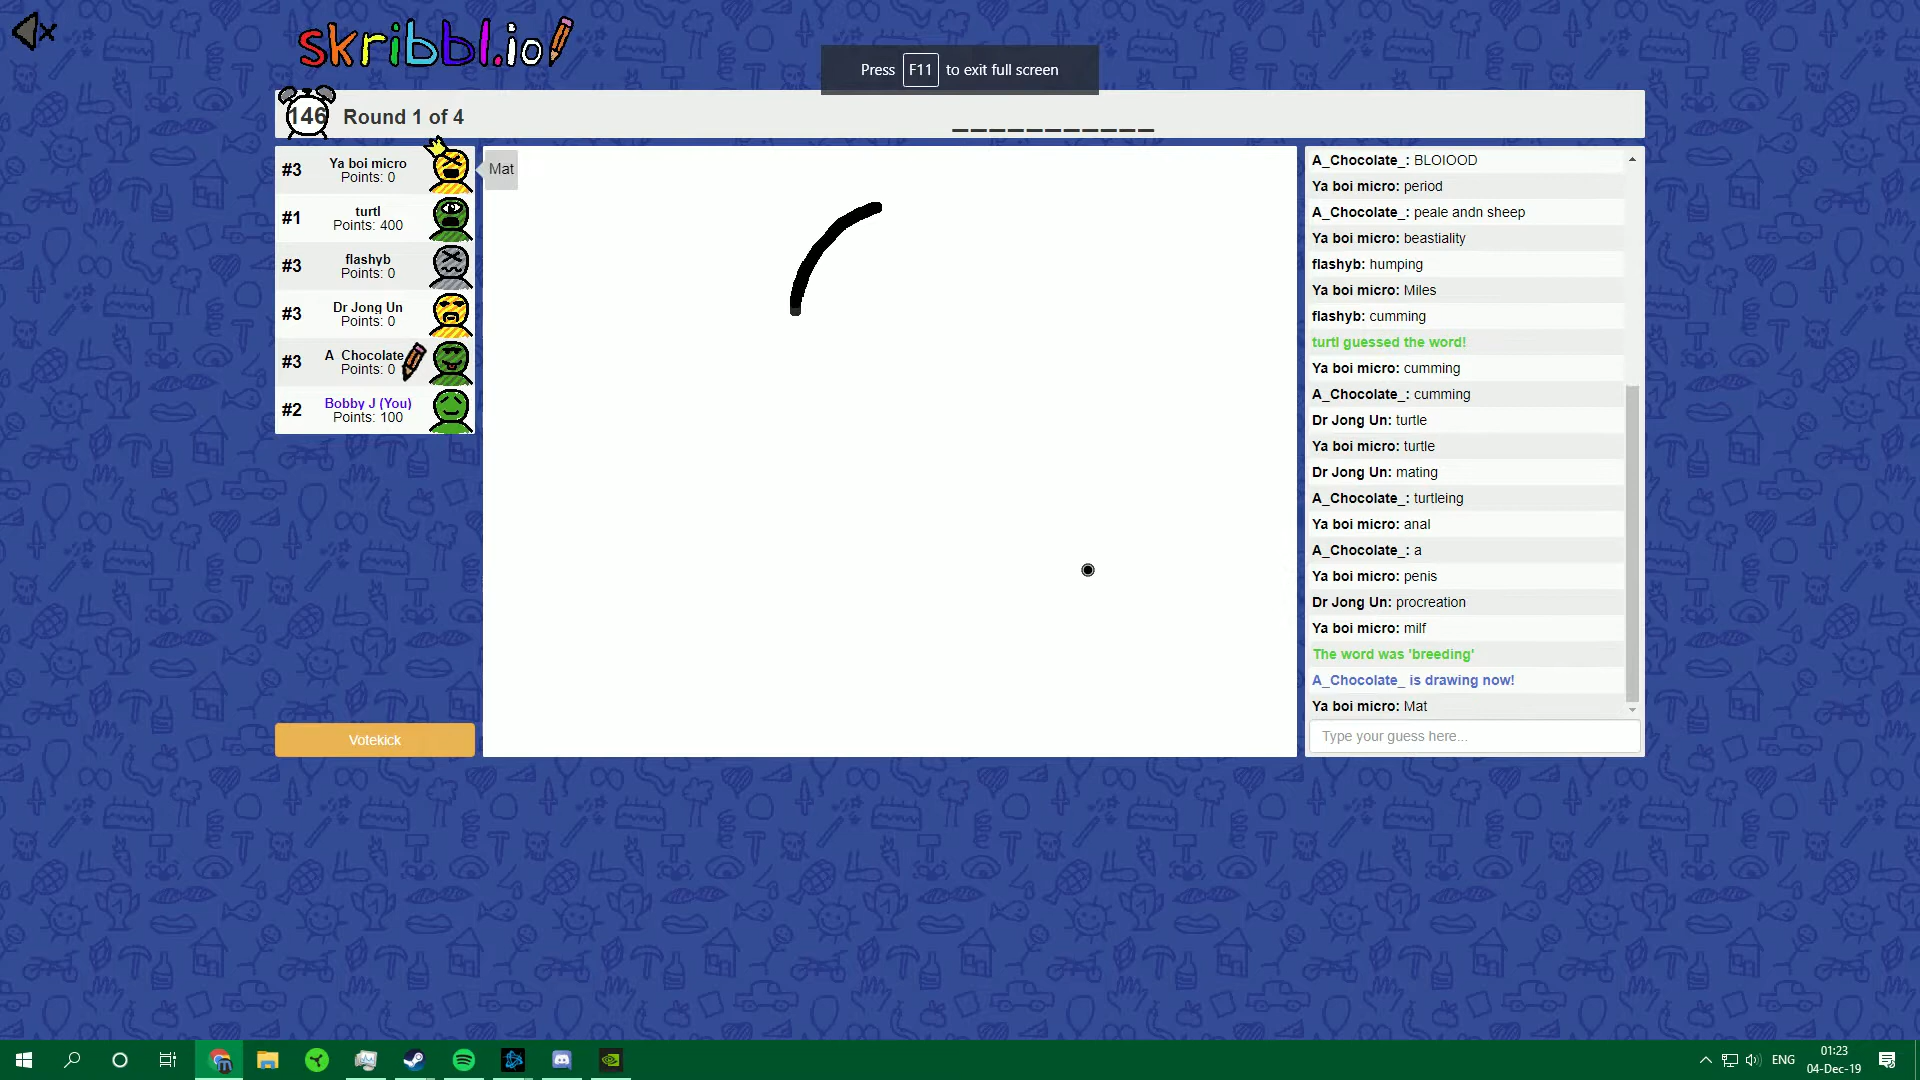 skribbl.io
Press F11 to exit full screen
146
Round 1 of 4
___________
#3
Ya boi micro
Points: 0
Mat
#1
turtl
Points: 400
#3
flashyb
Points: 0
#3
Dr Jong Un
Points: 0
#3
A_Chocolate_
Points: 0
#2
Bobby J (You)
Points: 100
Votekick
A_Chocolate_: BLOIOOD
Ya boi micro: period
A_Chocolate_: peale andn sheep
Ya boi micro: beastiality
flashyb: humping
Ya boi micro: Miles
flashyb: cumming
turtl guessed the word!
Ya boi micro: cumming
A_Chocolate_: cumming
Dr Jong Un: turtle
Ya boi micro: turtle
Dr Jong Un: mating
A_Chocolate_: turtleing
Ya boi micro: anal
A_Chocolate_: a
Ya boi micro: penis
Dr Jong Un: procreation
Ya boi micro: milf
The word was 'breeding'
A_Chocolate_ is drawing now!
Ya boi micro: Mat
Type your guess here...
ENG
01:23
04-Dec-19